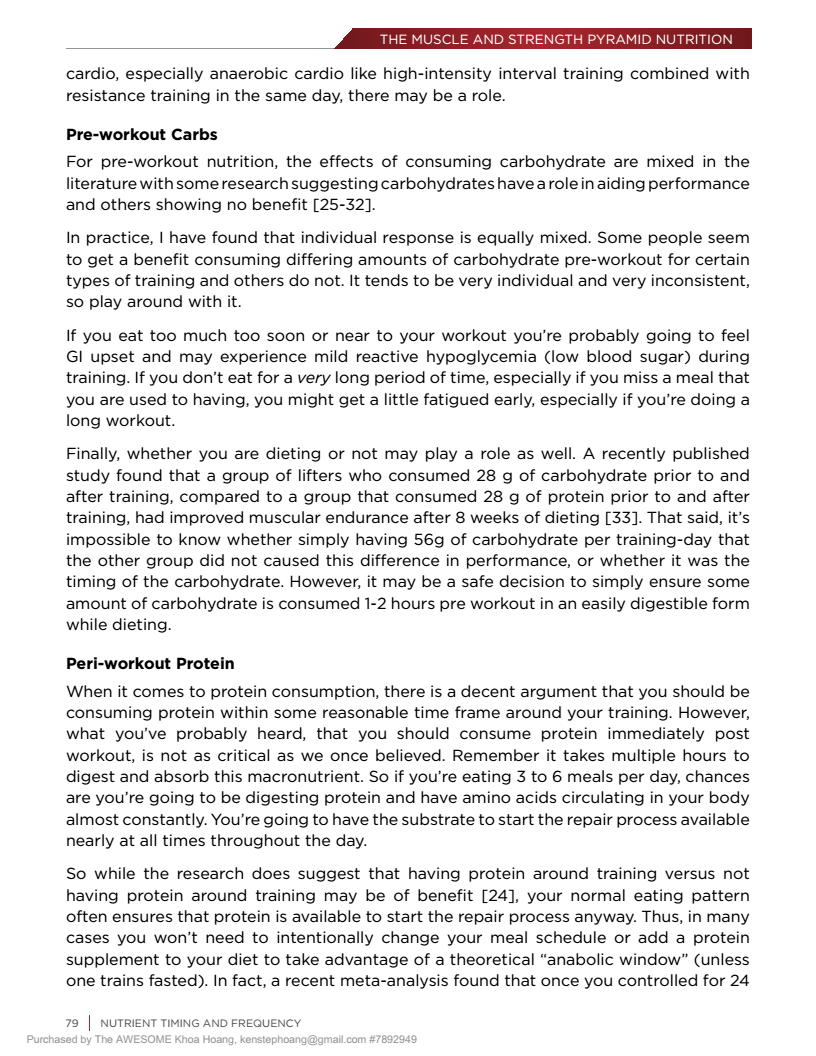 THE MUSCLE AND STRENGTH PYRAMID NUTRITION
cardio, especially anaerobic cardio like high-intensity interval training combined with
resistance training in the same day, there may be a role.
Pre-workout Carbs
For pre-workout nutrition, the effects of consuming carbohydrate are mixed in the
literature with some research suggesting carbohydrates have a role in aiding performance
and others showing no benefit [25-32].
In practice, I have found that individual response is equally mixed. Some people seem
to get a benefit consuming differing amounts of carbohydrate pre-workout for certain
types of training and others do not. It tends to be very individual and very inconsistent,
so play around with it.
If you eat too much too soon or near to your workout you're probably going to feel
GI upset and may experience mild reactive hypoglycemia (low blood sugar) during
training. If you don't eat for a very long period of time, especially if you miss a meal that
you are used to having, you might get a little fatigued early, especially if you're doing a
long workout.
Finally, whether you are dieting or not may play a role as well. A recently published
study found that a group of lifters who consumed 28 g of carbohydrate prior to and
after training, compared to a group that consumed 28 g of protein prior to and after
training, had improved muscular endurance after 8 weeks of dieting [33]. That said, it's
impossible to know whether simply having 56g of carbohydrate per training-day that
the other group did not caused this difference in performance, or whether it was the
timing of the carbohydrate. However, it may be a safe decision to simply ensure some
amount of carbohydrate is consumed 1-2 hours pre workout in an easily digestible form
while dieting.
Peri-workout Protein
When it comes to protein consumption, there is a decent argument that you should be
consuming protein within some reasonable time frame around your training. However,
what you've probably heard, that you should consume protein immediately post
workout, is not as critical as we once believed. Remember it takes multiple hours to
digest and absorb this macronutrient. So if you're eating 3 to 6 meals per day, chances
are you're going to be digesting protein and have amino acids circulating in your body
almost constantly. You're going to have the substrate to start the repair process available
nearly at all times throughout the day.
So while the research does suggest that having protein around training versus not
having protein around training may be of benefit [24], your normal eating pattern
often ensures that protein is available to start the repair process anyway. Thus, in many
cases you won't need to intentionally change your meal schedule or add a protein
supplement to your diet to take advantage of a theoretical “anabolic window” (unless
one trains fasted). In fact, a recent meta-analysis found that once you controlled for 24
79 | NUTRIENT TIMING AND FREQUENCY
Purchased by The AWESOME Khoa Hoang, kenstephoang@gmail.com #7892949